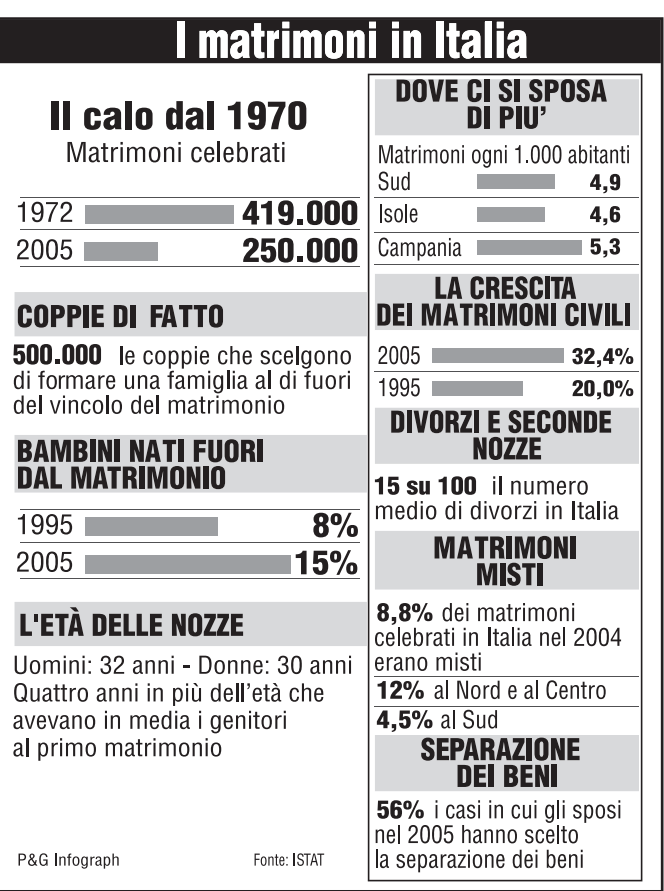 I matrimoni in Italia
Il calo dal 1970
Matrimoni celebrati
1972 419.000
2005 250.000
COPPIE DI FATTO
500.000 le coppie che scelgono
di formare una famiglia al di fuori
del vincolo del matrimonio
BAMBINI NATI FUORI
DAL MATRIMONIO
1995 8%
2005 15%
L'ETÀ DELLE NOZZE
Uomini: 32 anni - Donne: 30 anni
Quattro anni in più dell'età che
avevano in media i genitori
al primo matrimonio
P&G Infograph Fonte: ISTAT
DOVE CI SI SPOSA
DI PIU'
Matrimoni ogni 1.000 abitanti
Sud 4,9
Isole 4,6
Campania 5,3
LA CRESCITA
DEI MATRIMONI CIVILI
2005 32,4%
1995 20,0%
DIVORZI E SECONDE
NOZZE
15 su 100 il numero
medio di divorzi in Italia
MATRIMONI
MISTI
8,8% dei matrimoni
celebrati in Italia nel 2004
erano misti
12% al Nord e al Centro
4,5% al Sud
SEPARAZIONE
DEI BENI
56% i casi in cui gli sposi
nel 2005 hanno scelto
la separazione dei beni